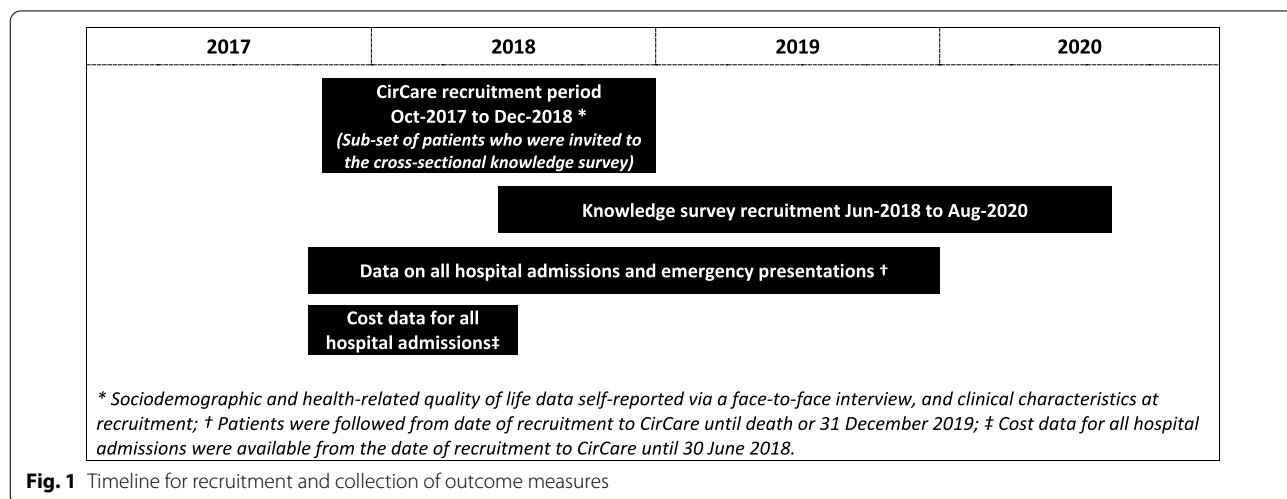 2017 2018 2019 2020
CirCare recruitment period
Oct-2017 to Dec-2018 *
(Sub-set of patients who were invited to
the cross-sectional knowledge survey)
Knowledge survey recruitment Jun-2018 to Aug-2020
Data on all hospital admissions and emergency presentations †
Cost data for all
hospital admissions‡
* Sociodemographic and health-related quality of life data self-reported via a face-to-face interview, and clinical characteristics at
recruitment; † Patients were followed from date of recruitment to CirCare until death or 31 December 2019; ‡ Cost data for all hospital
admissions were available from the date of recruitment to CirCare until 30 June 2018.
Fig. 1 Timeline for recruitment and collection of outcome measures